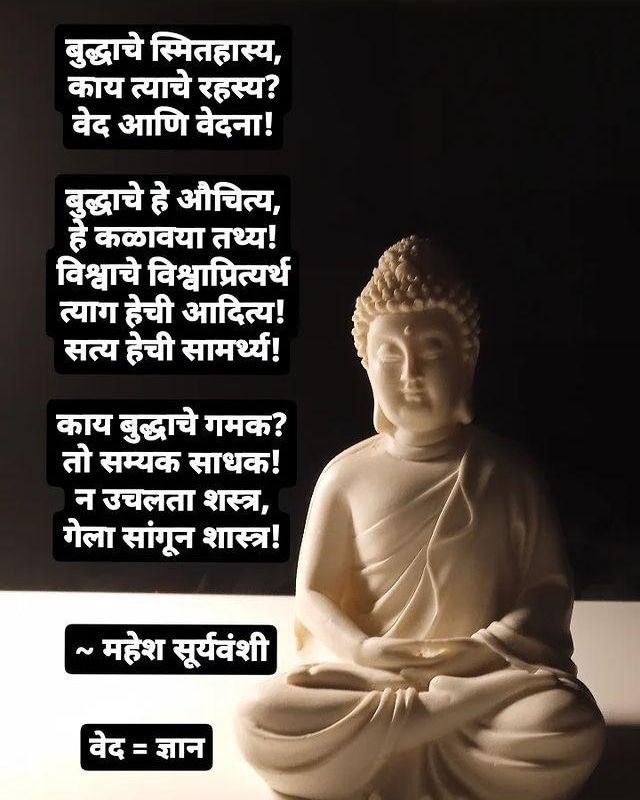 बुद्धाचे स्मितहास्य,
काय त्याचे रहस्य?
वेद आणि वेदना!
बुद्धाचे हे औचित्य,
हे कळावया तथ्य!
विश्वाचे विश्वाप्रित्यर्थ
त्याग हेची आदित्य!
सत्य हेची सामर्थ्य!
काय बुद्धाचे गमक?
तो सम्यक साधक!
न उचलता शस्त्र,
गेला सांगून शास्त्र!
~ महेश सूर्यवंशी
वेद = ज्ञान